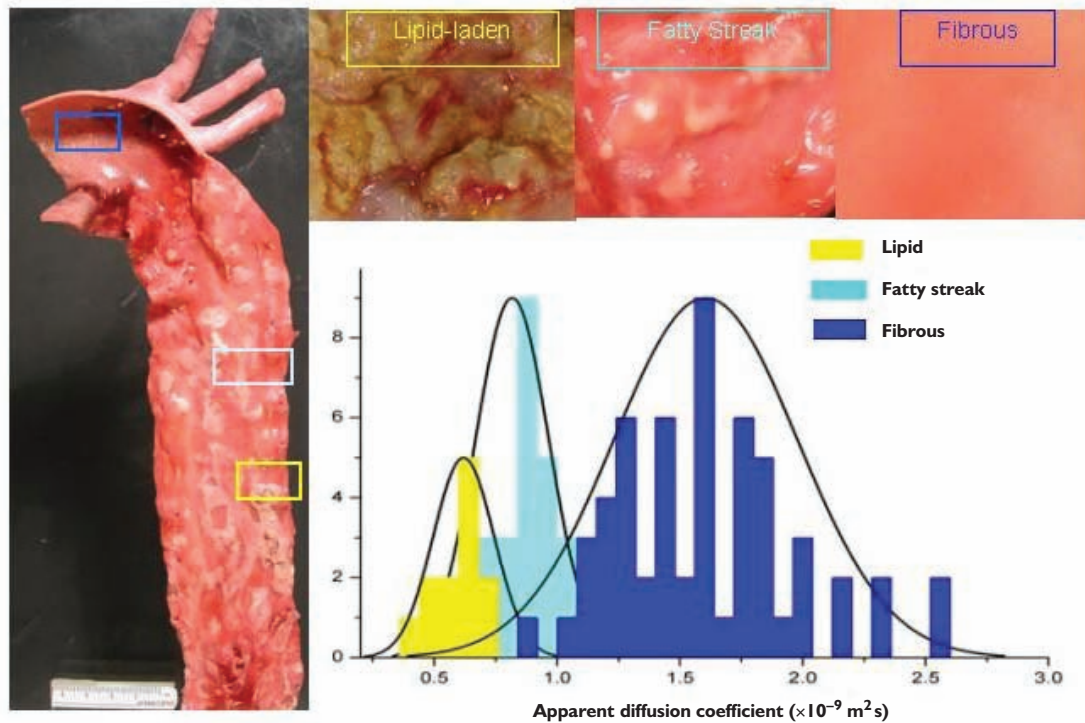 Lipid-laden
Fatty Streak
Fibrous
Lipid
Fatty streak
Fibrous
8
6
4
2
0
0.5
1.0
1.5
2.0
2.5
3.0
Apparent diffusion coefficient (×10⁻⁹ m² s)